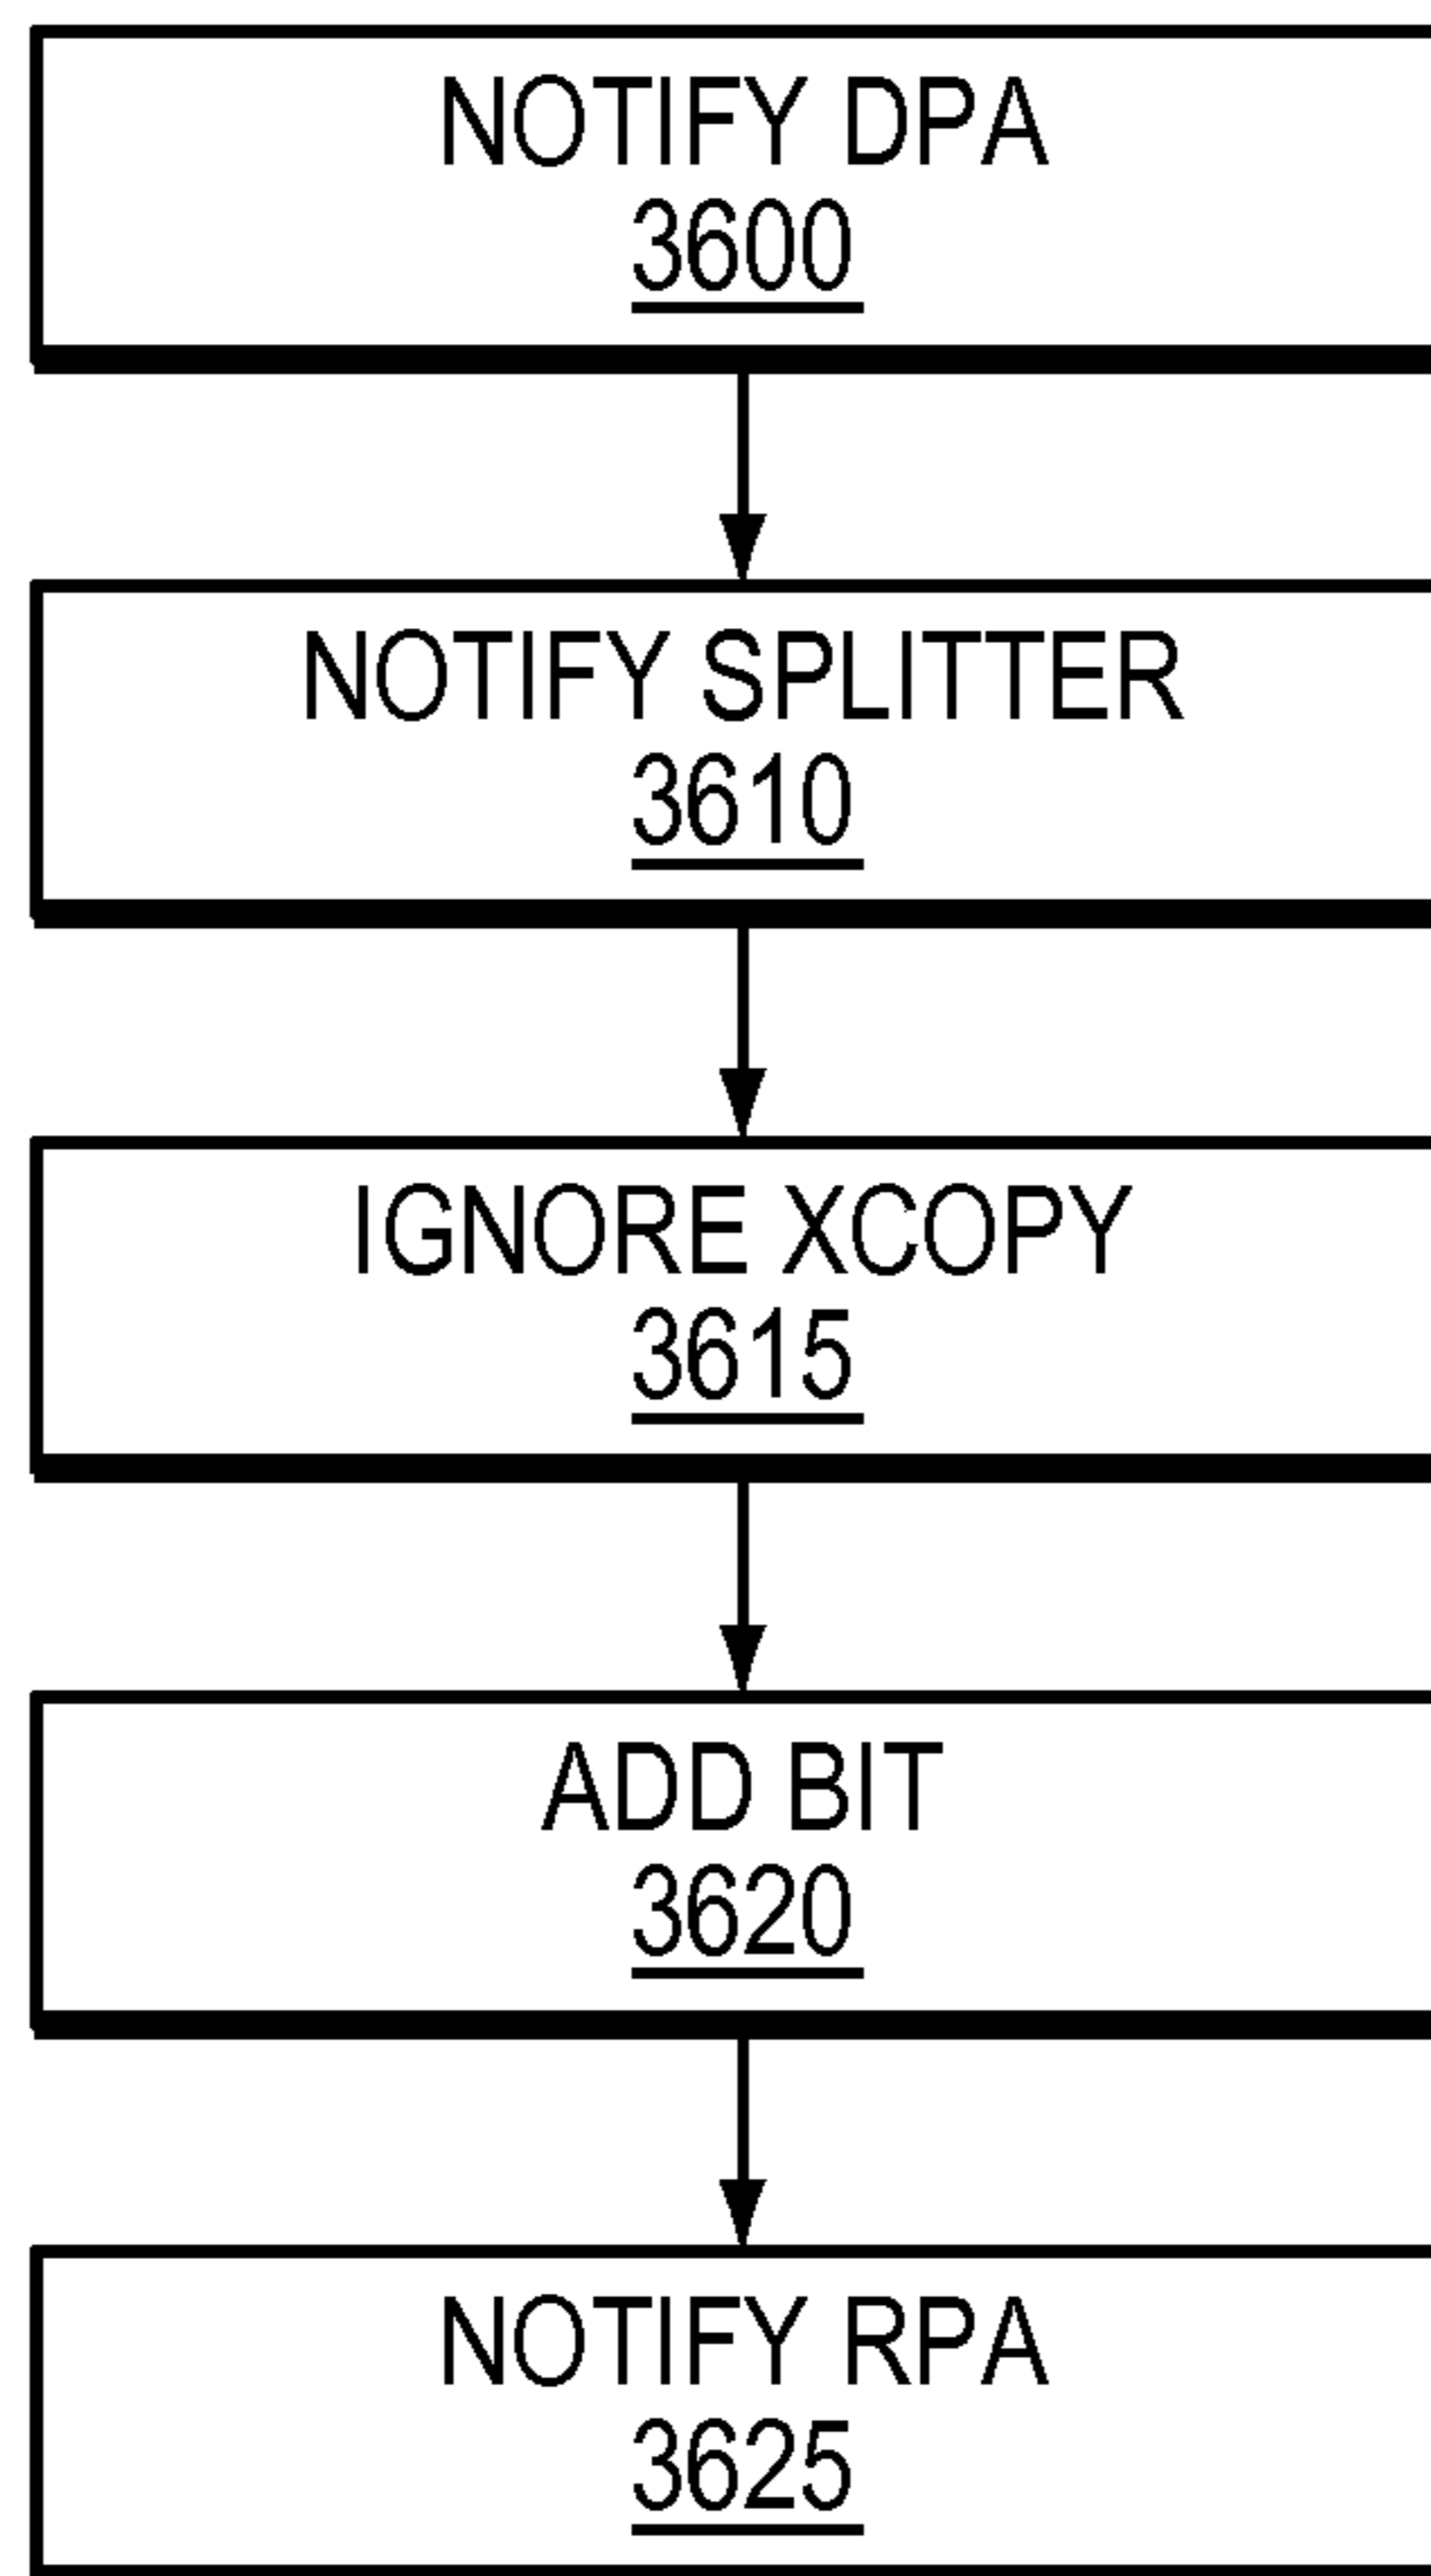 NOTIFY DPA
3600
NOTIFY SPLITTER
3610
IGNORE XCOPY
3615
ADD BIT
3620
NOTIFY RPA
3625